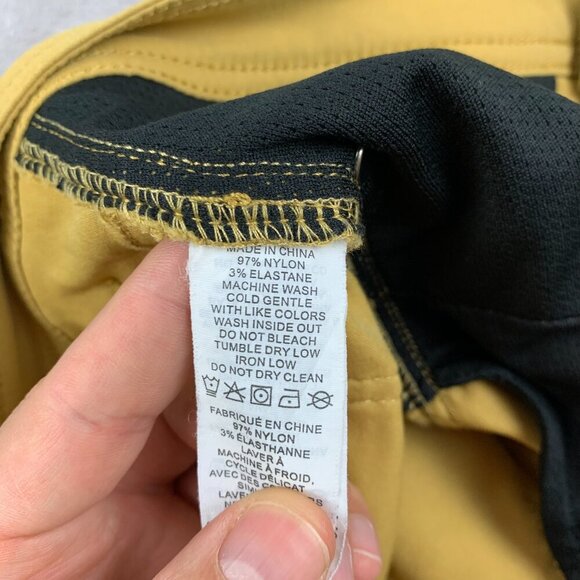 MADE IN CHINA
97% NYLON
3% ELASTANE
MACHINE WASH
COLD GENTLE
WITH LIKE COLORS
WASH INSIDE OUT
DO NOT BLEACH
TUMBLE DRY LOW
IRON LOW
DO NOT DRY CLEAN
FABRIQUÉ EN CHINE
97% NYLON
3% ÉLASTHANNE
LAVER À
MACHINE À FROID,
CYCLE DÉLICAT
AVEC DES